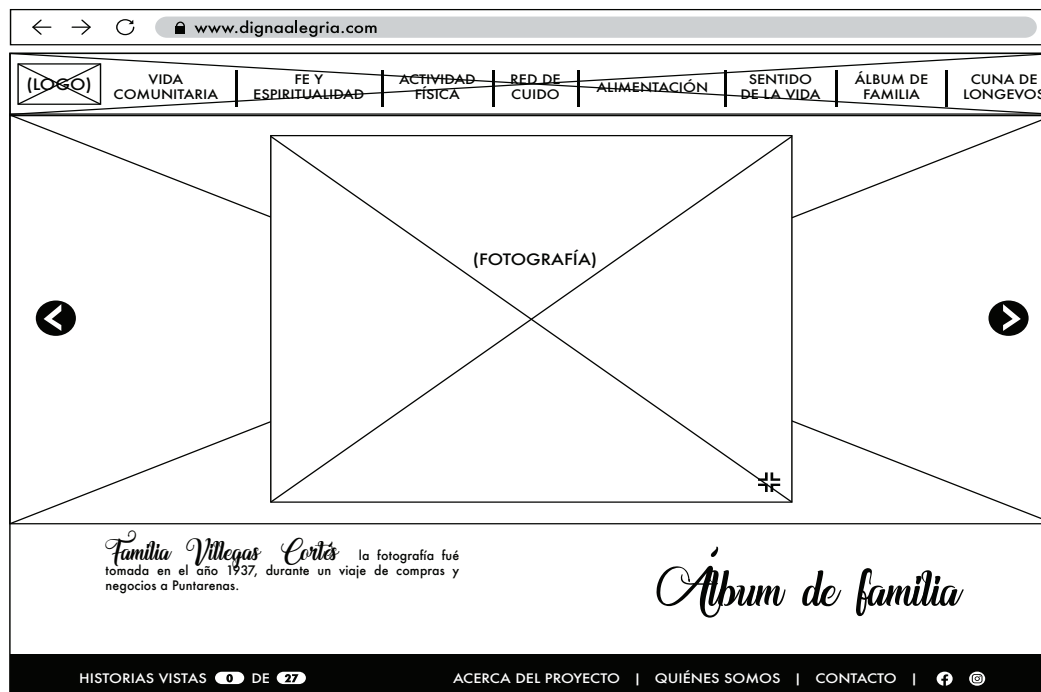 www.dignaalegria.com
(LOGO)
VIDA
COMUNITARIA
FE Y
ESPIRITUALIDAD
ACTIVIDAD
FÍSICA
RED DE
CUIDO
ALIMENTACIÓN
SENTIDO
DE LA VIDA
ÁLBUM DE
FAMILIA
CUNA DE
LONGEVOS
(FOTOGRAFÍA)
Familia Villegas Cortés la fotografía fué
tomada en el año 1937, durante un viaje de compras y
negocios a Puntarenas.
Álbum de familia
HISTORIAS VISTAS 0 DE 27 ACERCA DEL PROYECTO | QUIÉNES SOMOS | CONTACTO |